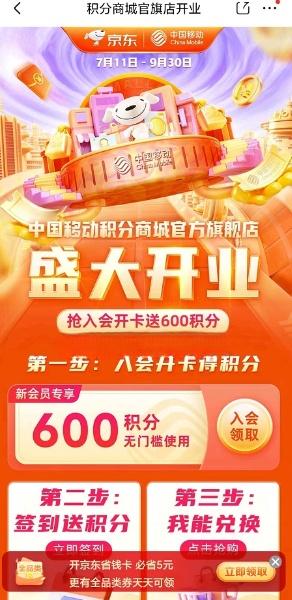 积分商城官旗店开业
京东 中国移动
China Mobile
7月11日 - 9月30日
中国移动
China Mobile
中国移动积分商城官方旗舰店
盛大开业
抢入会开卡送600积分
第一步：入会开卡得积分
新会员专享
600 积分
无门槛使用
入会
领取
第二步：
签到送积分
立即签到
第三步：
我能兑换
点击抢购
全品类
开京东省钱卡 必省5元
更有全品类券天天可领
立即领取